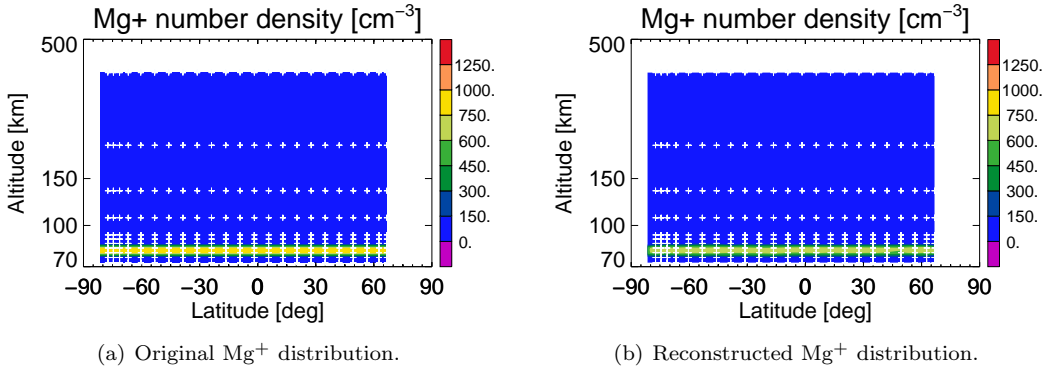 Mg+ number density [cm⁻³]
500
150
100
70
Altitude [km]
−90 −60 −30 0 30 60 90
Latitude [deg]
1250.
1000.
750.
600.
450.
300.
150.
0.
(a) Original Mg⁺ distribution.
Mg+ number density [cm⁻³]
500
150
100
70
Altitude [km]
−90 −60 −30 0 30 60 90
Latitude [deg]
1250.
1000.
750.
600.
450.
300.
150.
0.
(b) Reconstructed Mg⁺ distribution.